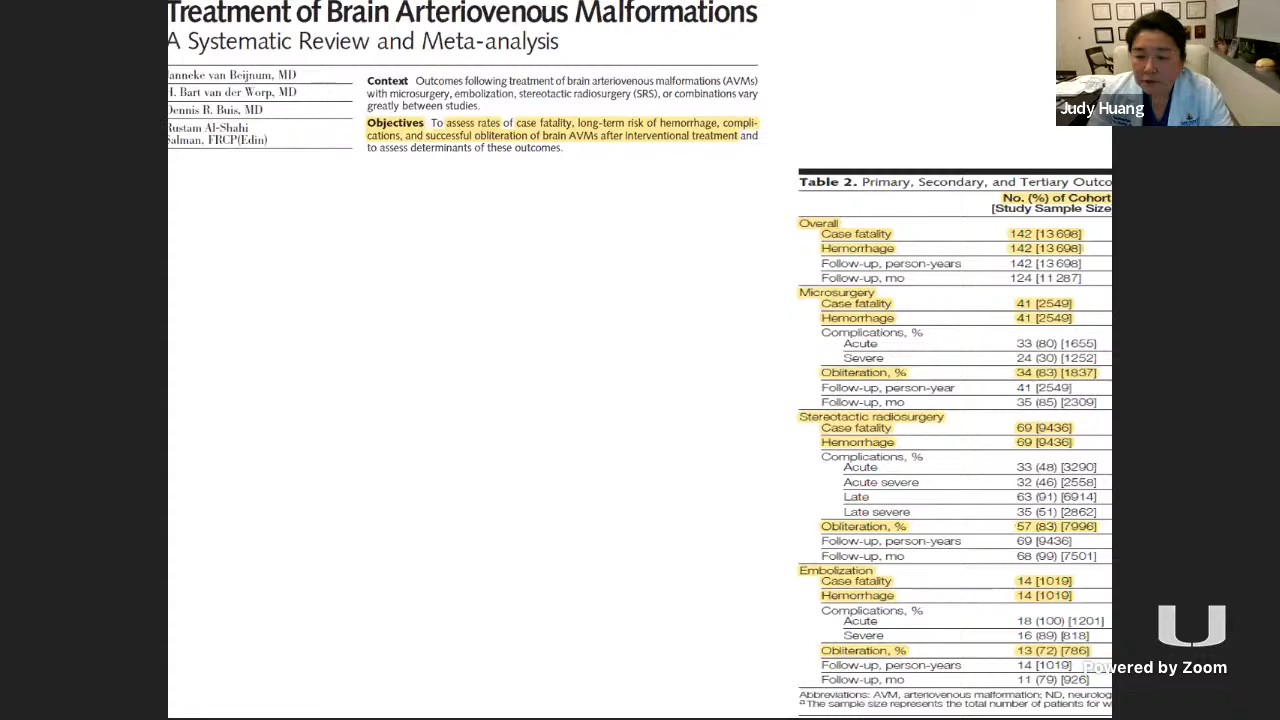 Treatment of Brain Arteriovenous Malformations
A Systematic Review and Meta-analysis
Janneke van Beijnum, MD
H. Bart van der Worp, MD
Dennis R. Buis, MD
Rustam Al-Shahi
Salman, FRCP(Edin)
Context Outcomes following treatment of brain arteriovenous malformations (AVMs)
with microsurgery, embolization, stereotactic radiosurgery (SRS), or combinations vary
greatly between studies.
Objectives To assess rates of case fatality, long-term risk of hemorrhage, compli-
cations, and successful obliteration of brain AVMs after interventional treatment and
to assess determinants of these outcomes.
Judy Huang
Table 2. Primary, Secondary, and Tertiary Outco
No. (%) of Cohort
[Study Sample Size
Overall
Case fatality 142 [13 698]
Hemorrhage 142 [13 698]
Follow-up, person-years 142 [13 698]
Follow-up, mo 124 [11 287]
Microsurgery
Case fatality 41 [2549]
Hemorrhage 41 [2549]
Complications, %
Acute 33 (80) [1655]
Severe 24 (30) [1252]
Obliteration, % 34 (83) [1837]
Follow-up, person-year 41 [2549]
Follow-up, mo 35 (85) [2309]
Stereotactic radiosurgery
Case fatality 69 [9436]
Hemorrhage 69 [9436]
Complications, %
Acute 33 (48) [3290]
Acute severe 32 (46) [2558]
Late 63 (91) [6914]
Late severe 35 (51) [2862]
Obliteration, % 57 (83) [7996]
Follow-up, person-years 69 [9436]
Follow-up, mo 68 (99) [7501]
Embolization
Case fatality 14 [1019]
Hemorrhage 14 [1019]
Complications, %
Acute 18 (100) [1201]
Severe 16 (89) [818]
Obliteration, % 13 (72) [786]
Follow-up, person-years 14 [1019]
Follow-up, mo 11 (79) [926]
Abbreviations: AVM, arteriovenous malformation; ND, neurolog
a The sample size represents the total number of patients for w
U
Powered by Zoom